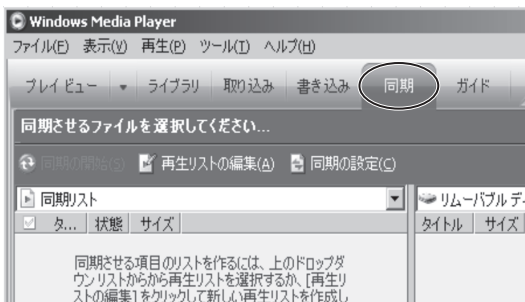 Windows Media Player
ファイル(F) 表示(V) 再生(P) ツール(T) ヘルプ(H)
プレイ ビュー ライブラリ 取り込み 書き込み 同期 ガイド
同期させるファイルを選択してください...
同期の開始(S) 再生リストの編集(A) 同期の設定(C)
同期リスト リムーバブル デ
タ... 状態 サイズ タイトル サイズ
同期させる項目のリストを作るには、上のドロップダ
ウン リストからから再生リストを選択するか、[再生リ
ストの編集] をクリックして新しい再生リストを作成し